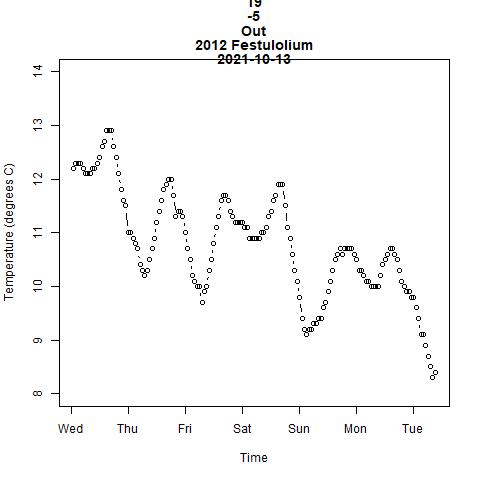 19
-5
Out
2012 Festulolium
2021-10-13
Temperature (degrees C)
14
13
12
11
10
9
8
Wed Thu Fri Sat Sun Mon Tue
Time